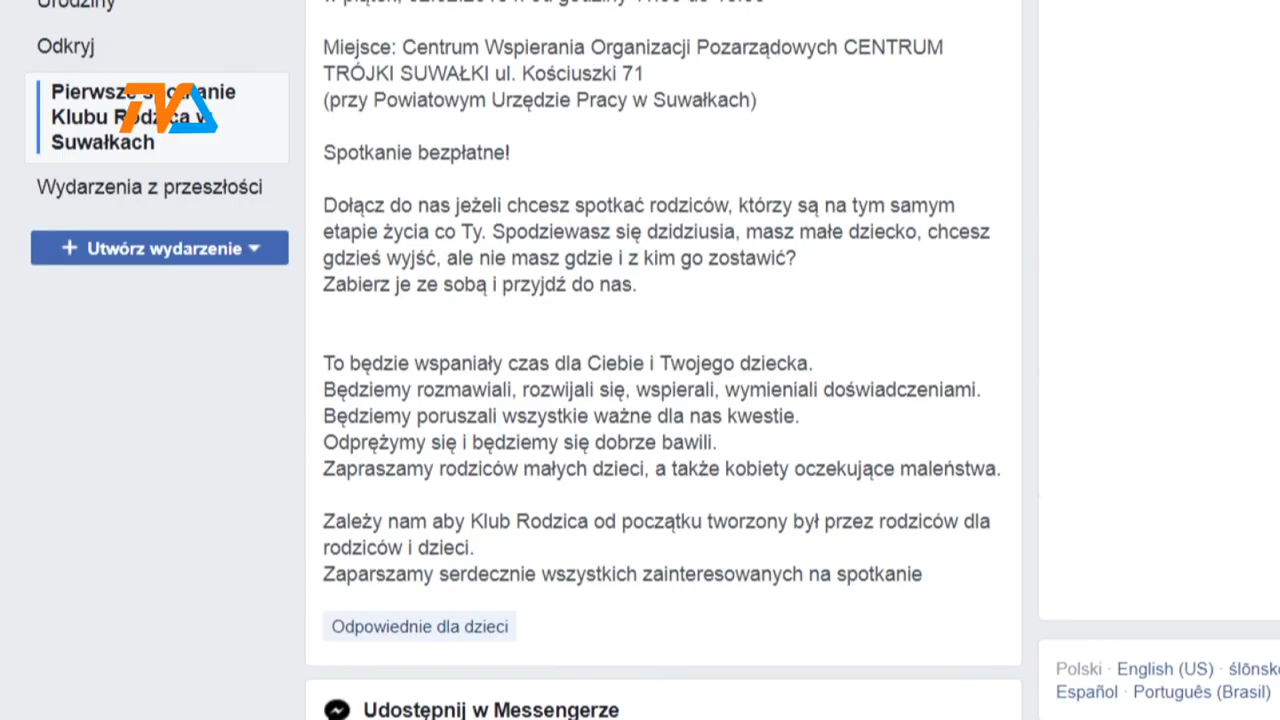 Urodziny
Odkryj
Pierwsze spotkanie
Klubu Rodzica w
Suwałkach
TVA
Wydarzenia z przeszłości
+ Utwórz wydarzenie
Miejsce: Centrum Wspierania Organizacji Pozarządowych CENTRUM
TRÓJKI SUWAŁKI ul. Kościuszki 71
(przy Powiatowym Urzędzie Pracy w Suwałkach)
Spotkanie bezpłatne!
Dołącz do nas jeżeli chcesz spotkać rodziców, którzy są na tym samym
etapie życia co Ty. Spodziewasz się dzidziusia, masz małe dziecko, chcesz
gdzieś wyjść, ale nie masz gdzie i z kim go zostawić?
Zabierz je ze sobą i przyjdź do nas.
To będzie wspaniały czas dla Ciebie i Twojego dziecka.
Będziemy rozmawiali, rozwijali się, wspierali, wymieniali doświadczeniami.
Będziemy poruszali wszystkie ważne dla nas kwestie.
Odprężymy się i będziemy się dobrze bawili.
Zapraszamy rodziców małych dzieci, a także kobiety oczekujące maleństwa.
Zależy nam aby Klub Rodzica od początku tworzony był przez rodziców dla
rodziców i dzieci.
Zaparszamy serdecznie wszystkich zainteresowanych na spotkanie
Odpowiednie dla dzieci
Udostępnij w Messengerze
Polski · English (US) · ślōnsk
Español · Português (Brasil)